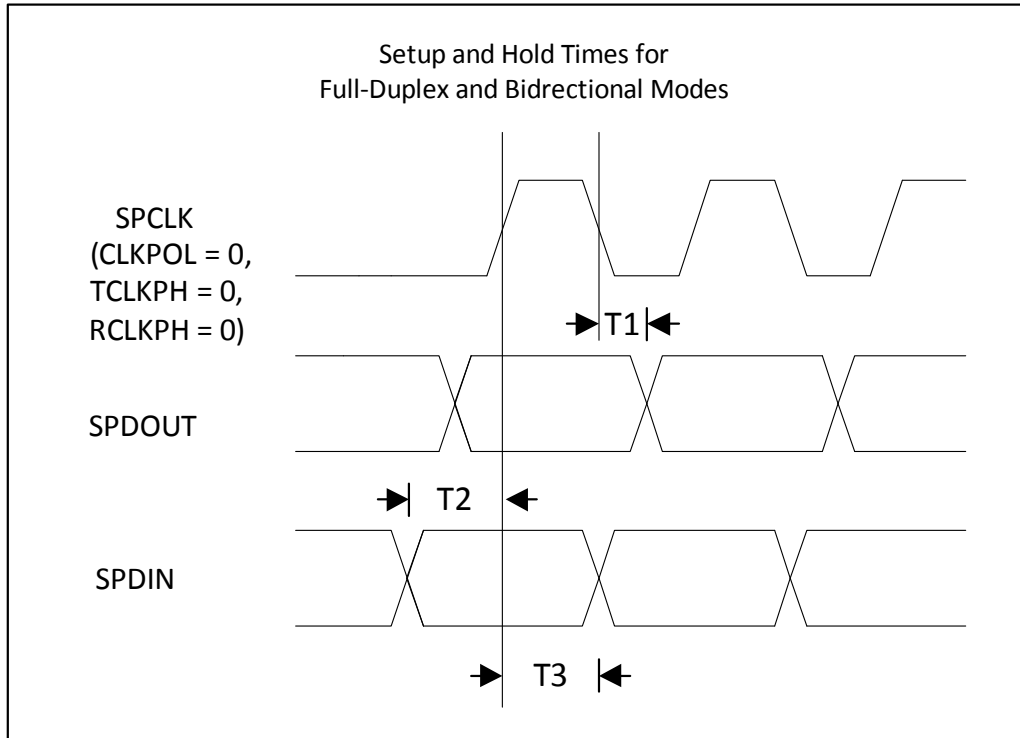 Setup and Hold Times for
Full-Duplex and Bidrectional Modes
SPCLK
(CLKPOL = 0,
TCLKPH = 0,
RCLKPH = 0)
T1
SPDOUT
T2
SPDIN
T3